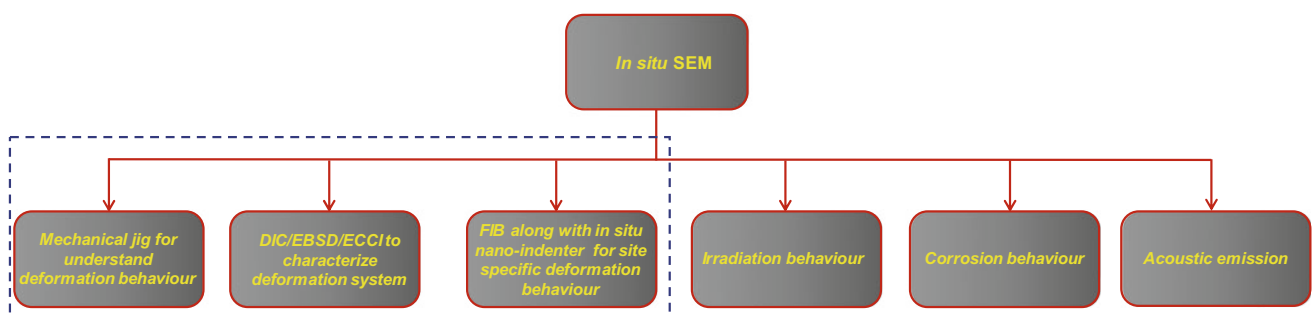 In situ SEM
Mechanical jig for
understand
deformation behaviour
DIC/EBSD/ECCI to
characterize
deformation system
FIB along with in situ
nano-indenter for site
specific deformation
behaviour
Irradiation behaviour
Corrosion behaviour
Acoustic emission